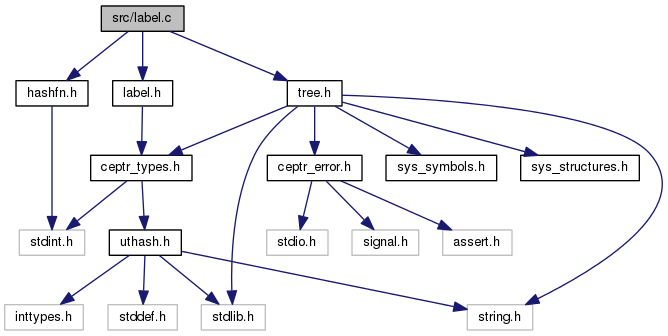 src/label.c
hashfn.h
label.h
tree.h
ceptr_types.h
ceptr_error.h
sys_symbols.h
sys_structures.h
stdint.h
uthash.h
stdio.h
signal.h
assert.h
inttypes.h
stddef.h
stdlib.h
string.h